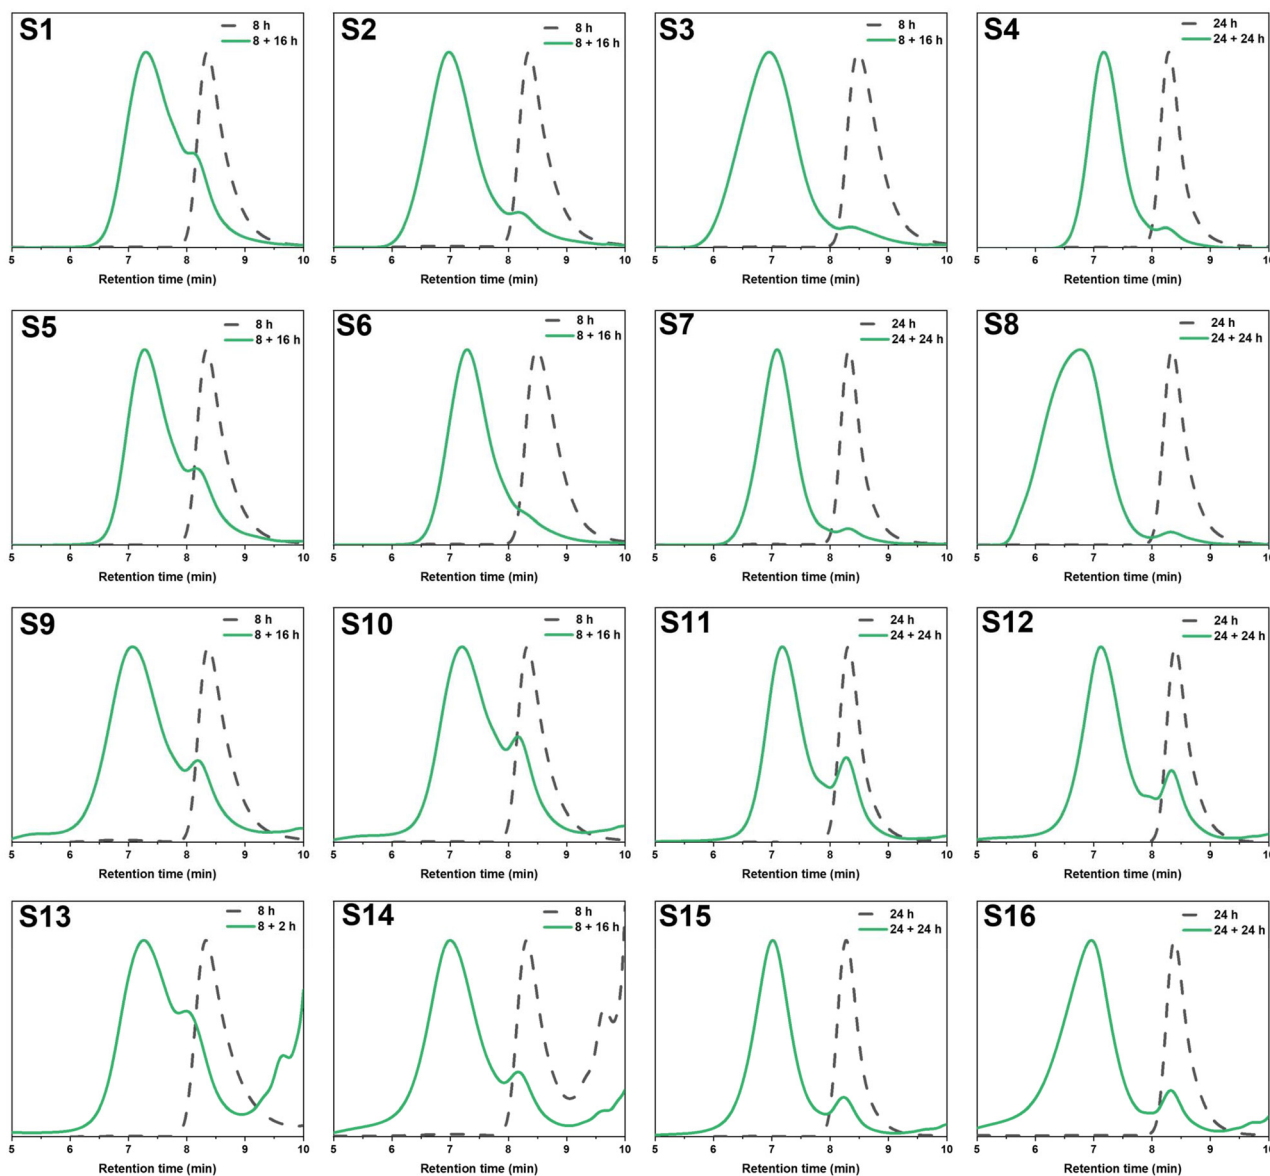 S1
8 h
8 + 16 h
5 6 7 8 9 10
Retention time (min)
S2
8 h
8 + 16 h
5 6 7 8 9 10
Retention time (min)
S3
8 h
8 + 16 h
5 6 7 8 9 10
Retention time (min)
S4
24 h
24 + 24 h
5 6 7 8 9 10
Retention time (min)
S5
8 h
8 + 16 h
5 6 7 8 9 10
Retention time (min)
S6
8 h
8 + 16 h
5 6 7 8 9 10
Retention time (min)
S7
24 h
24 + 24 h
5 6 7 8 9 10
Retention time (min)
S8
24 h
24 + 24 h
5 6 7 8 9 10
Retention time (min)
S9
8 h
8 + 16 h
5 6 7 8 9 10
Retention time (min)
S10
8 h
8 + 16 h
5 6 7 8 9 10
Retention time (min)
S11
24 h
24 + 24 h
5 6 7 8 9 10
Retention time (min)
S12
24 h
24 + 24 h
5 6 7 8 9 10
Retention time (min)
S13
8 h
8 + 2 h
5 6 7 8 9 10
Retention time (min)
S14
8 h
8 + 16 h
5 6 7 8 9 10
Retention time (min)
S15
24 h
24 + 24 h
5 6 7 8 9 10
Retention time (min)
S16
24 h
24 + 24 h
5 6 7 8 9 10
Retention time (min)